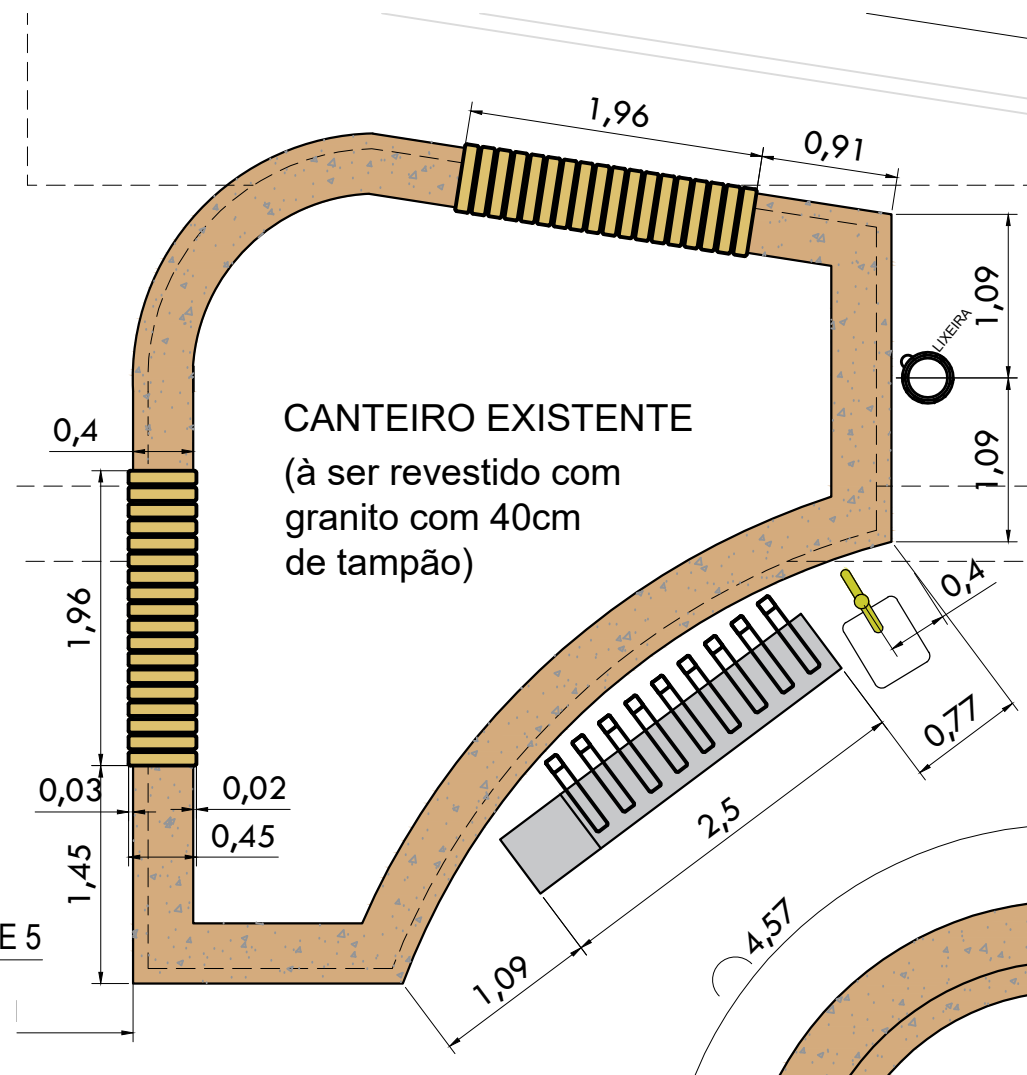 1,96
0,91
1,09
LIXEIRA
CANTEIRO EXISTENTE
(à ser revestido com
granito com 40cm
de tampão)
0,4
1,09
1,96
0,4
0,77
0,03
0,02
0,45
1,45
2,5
E 5
1,09
4,57